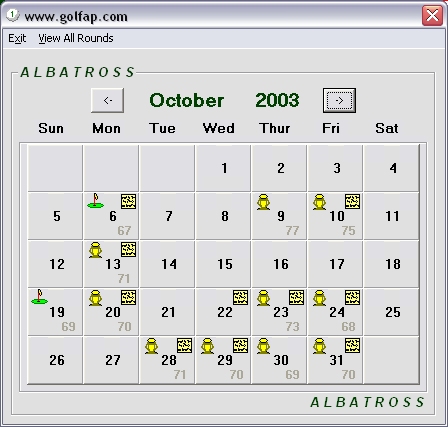 www.golfap.com
Exit View All Rounds
ALBATROSS
<- October 2003 ->
Sun Mon Tue Wed Thur Fri Sat
1 2 3 4
5 6 7 8 9 10 11
67 77 75
12 13 14 15 16 17 18
71
19 20 21 22 23 24 25
69 70 73 68
26 27 28 29 30 31
71 70 69 70
ALBATROSS